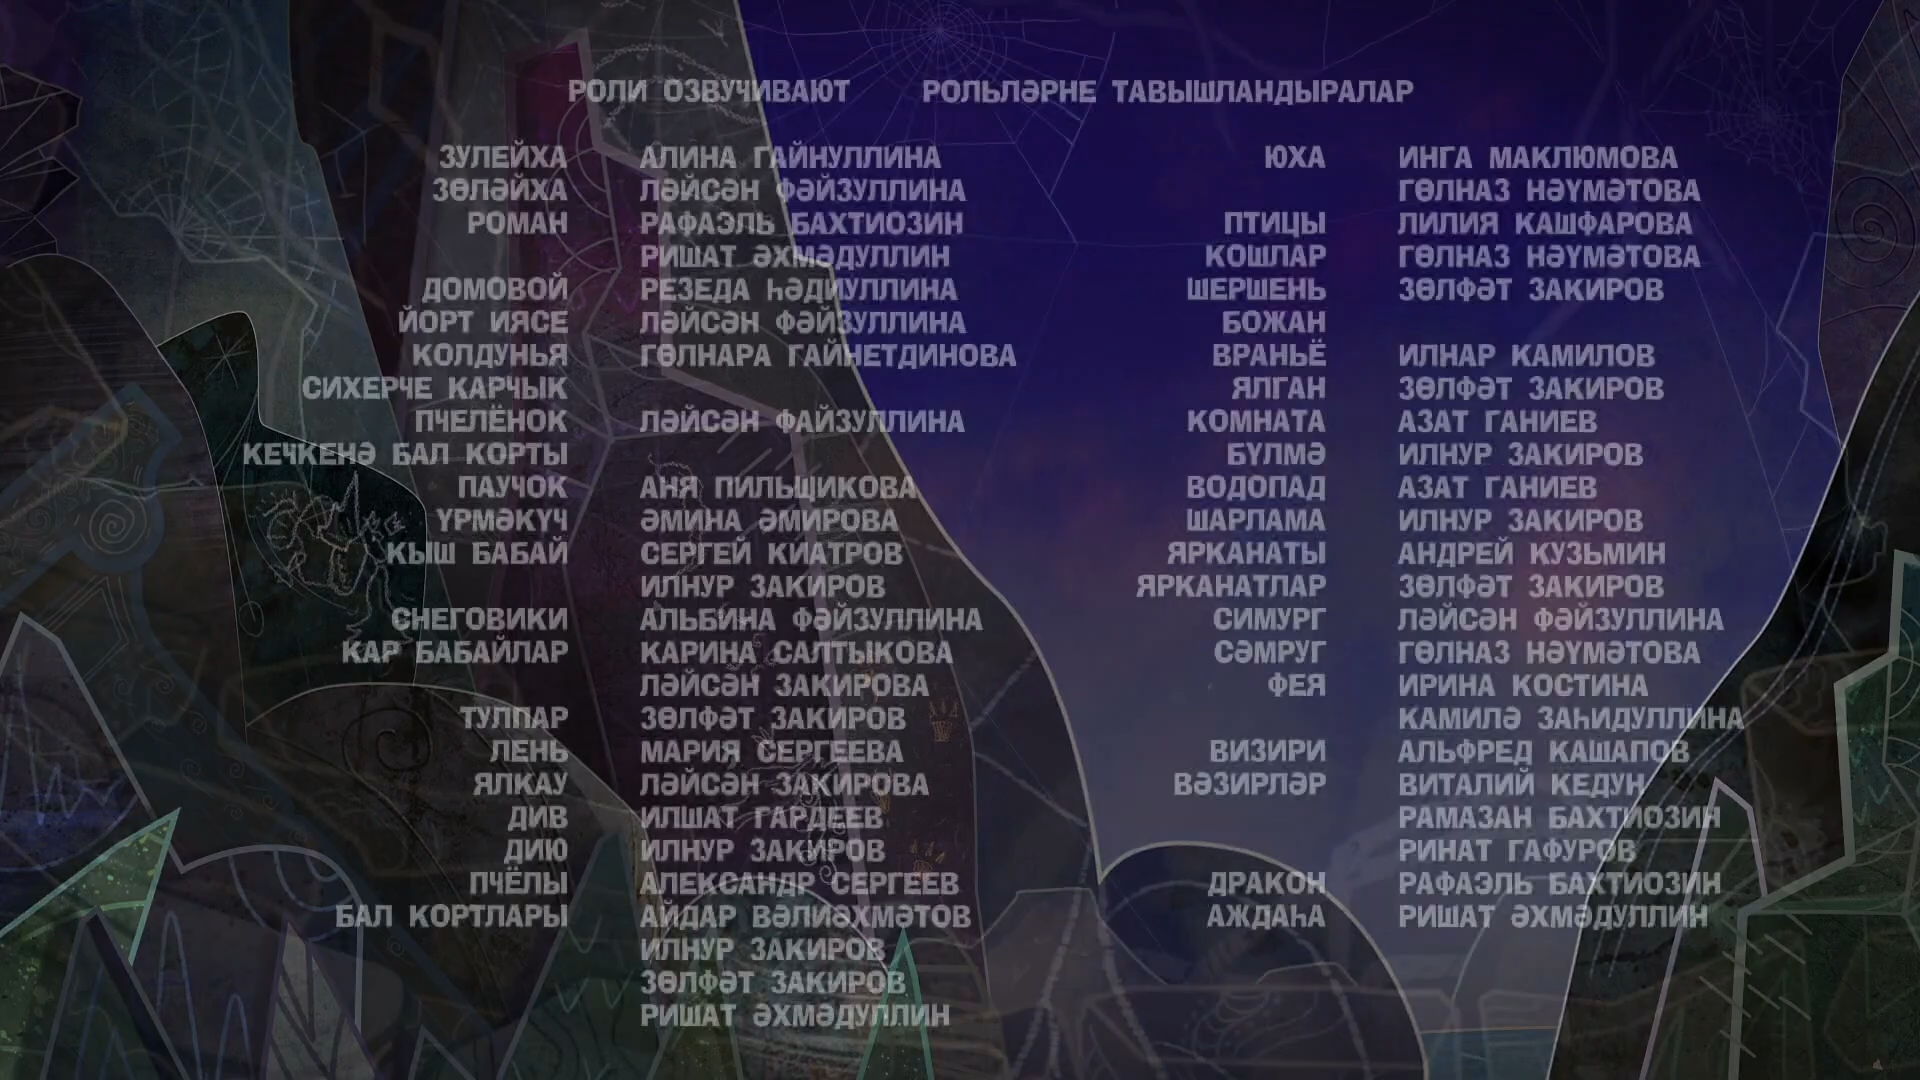 РОЛИ ОЗВУЧИВАЮТ РОЛЬЛӘРНЕ ТАВЫШЛАНДЫРАЛАР
ЗУЛЕЙХА АЛИНА ГАЙНУЛЛИНА
ЗӨЛӘЙХА ЛӘЙСӘН ФӘЙЗУЛЛИНА
РОМАН РАФАЭЛЬ БАХТИОЗИН
РИШАТ ӘХМӘДУЛЛИН
ДОМОВОЙ РЕЗЕДА ҺӘДИУЛЛИНА
ЙОРТ ИЯСЕ ЛӘЙСӘН ФӘЙЗУЛЛИНА
КОЛДУНЬЯ ГӨЛНАРА ГАЙНЕТДИНОВА
СИХЕРЧЕ КАРЧЫК
ПЧЕЛЁНОК ЛӘЙСӘН ФАЙЗУЛЛИНА
КЕЧКЕНӘ БАЛ КОРТЫ
ПАУЧОК АНЯ ПИЛЬЩИКОВА
ҮРМӘКҮЧ ӘМИНА ӘМИРОВА
КЫШ БАБАЙ СЕРГЕЙ КИАТРОВ
ИЛНУР ЗАКИРОВ
СНЕГОВИКИ АЛЬБИНА ФӘЙЗУЛЛИНА
КАР БАБАЙЛАР КАРИНА САЛТЫКОВА
ЛӘЙСӘН ЗАКИРОВА
ТУЛПАР ЗӨЛФӘТ ЗАКИРОВ
ЛЕНЬ МАРИЯ СЕРГЕЕВА
ЯЛКАУ ЛӘЙСӘН ЗАКИРОВА
ДИВ ИЛШАТ ГАРДЕЕВ
ДИЮ ИЛНУР ЗАКИРОВ
ПЧЁЛЫ АЛЕКСАНДР СЕРГЕЕВ
БАЛ КОРТЛАРЫ АЙДАР ВӘЛИӘХМӘТОВ
ИЛНУР ЗАКИРОВ
ЗӨЛФӘТ ЗАКИРОВ
РИШАТ ӘХМӘДУЛЛИН
ЮХА ИНГА МАКЛЮМОВА
ГӨЛНАЗ НӘҮМӘТОВА
ПТИЦЫ ЛИЛИЯ КАШФАРОВА
КОШЛАР ГӨЛНАЗ НӘҮМӘТОВА
ШЕРШЕНЬ ЗӨЛФӘТ ЗАКИРОВ
БОЖАН
ВРАНЬЁ ИЛНАР КАМИЛОВ
ЯЛГАН ЗӨЛФӘТ ЗАКИРОВ
КОМНАТА АЗАТ ГАНИЕВ
БҮЛМӘ ИЛНУР ЗАКИРОВ
ВОДОПАД АЗАТ ГАНИЕВ
ШАРЛАМА ИЛНУР ЗАКИРОВ
ЯРКАНАТЫ АНДРЕЙ КУЗЬМИН
ЯРКАНАТЛАР ЗӨЛФӘТ ЗАКИРОВ
СИМУРГ ЛӘЙСӘН ФӘЙЗУЛЛИНА
СӘМРУГ ГӨЛНАЗ НӘҮМӘТОВА
ФЕЯ ИРИНА КОСТИНА
КАМИЛӘ ЗАҺИДУЛЛИНА
ВИЗИРИ АЛЬФРЕД КАШАПОВ
ВӘЗИРЛӘР ВИТАЛИЙ КЕДУН
РАМАЗАН БАХТИОЗИН
РИНАТ ГАФУРОВ
ДРАКОН РАФАЭЛЬ БАХТИОЗИН
АЖДАҺА РИШАТ ӘХМӘДУЛЛИН